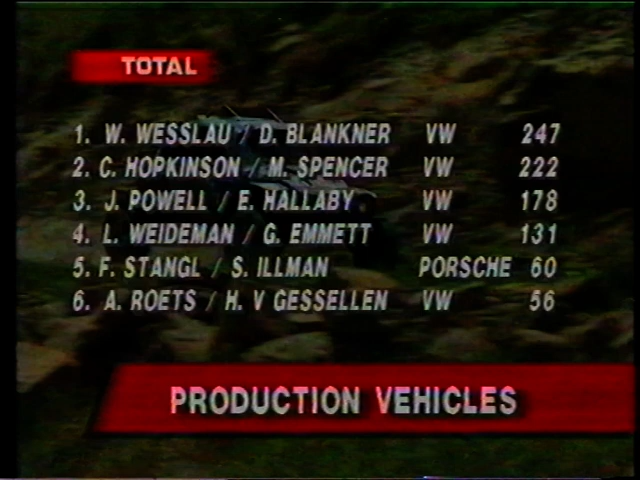 TOTAL
1. W. WESSLAU / D. BLANKNER VW 247
2. C. HOPKINSON / M. SPENCER VW 222
3. J. POWELL / E. HALLABY VW 178
4. L. WEIDEMAN / G. EMMETT VW 131
5. F. STANGL / S. ILLMAN PORSCHE 60
6. A. ROETS / H. V GESSELLEN VW 56
PRODUCTION VEHICLES